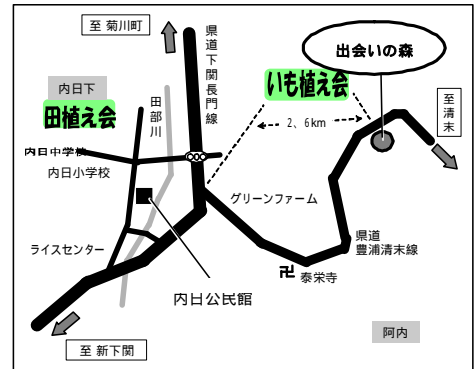 至 菊川町
県道下関長門線
出会いの森
内日下
田植え会
田部川
いも植え会
至 清末
2、6km
内日中学校
内日小学校
グリーンファーム
ライスセンター
県道
豊浦清末線
卍 泰栄寺
内日公民館
阿内
至 新下関